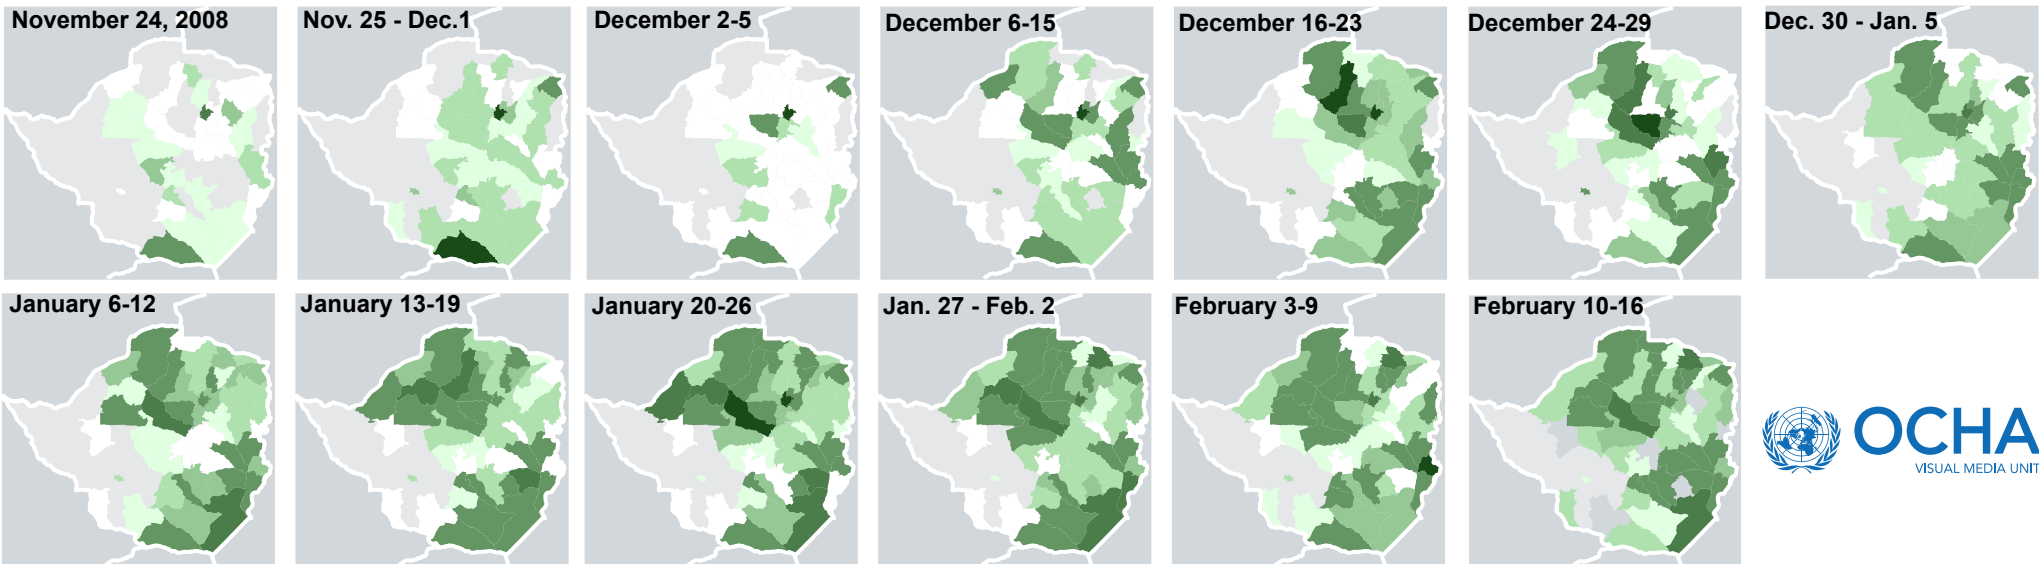 November 24, 2008
Nov. 25 - Dec.1
December 2-5
December 6-15
December 16-23
December 24-29
Dec. 30 - Jan. 5
January 6-12
January 13-19
January 20-26
Jan. 27 - Feb. 2
February 3-9
February 10-16
OCHA
VISUAL MEDIA UNIT